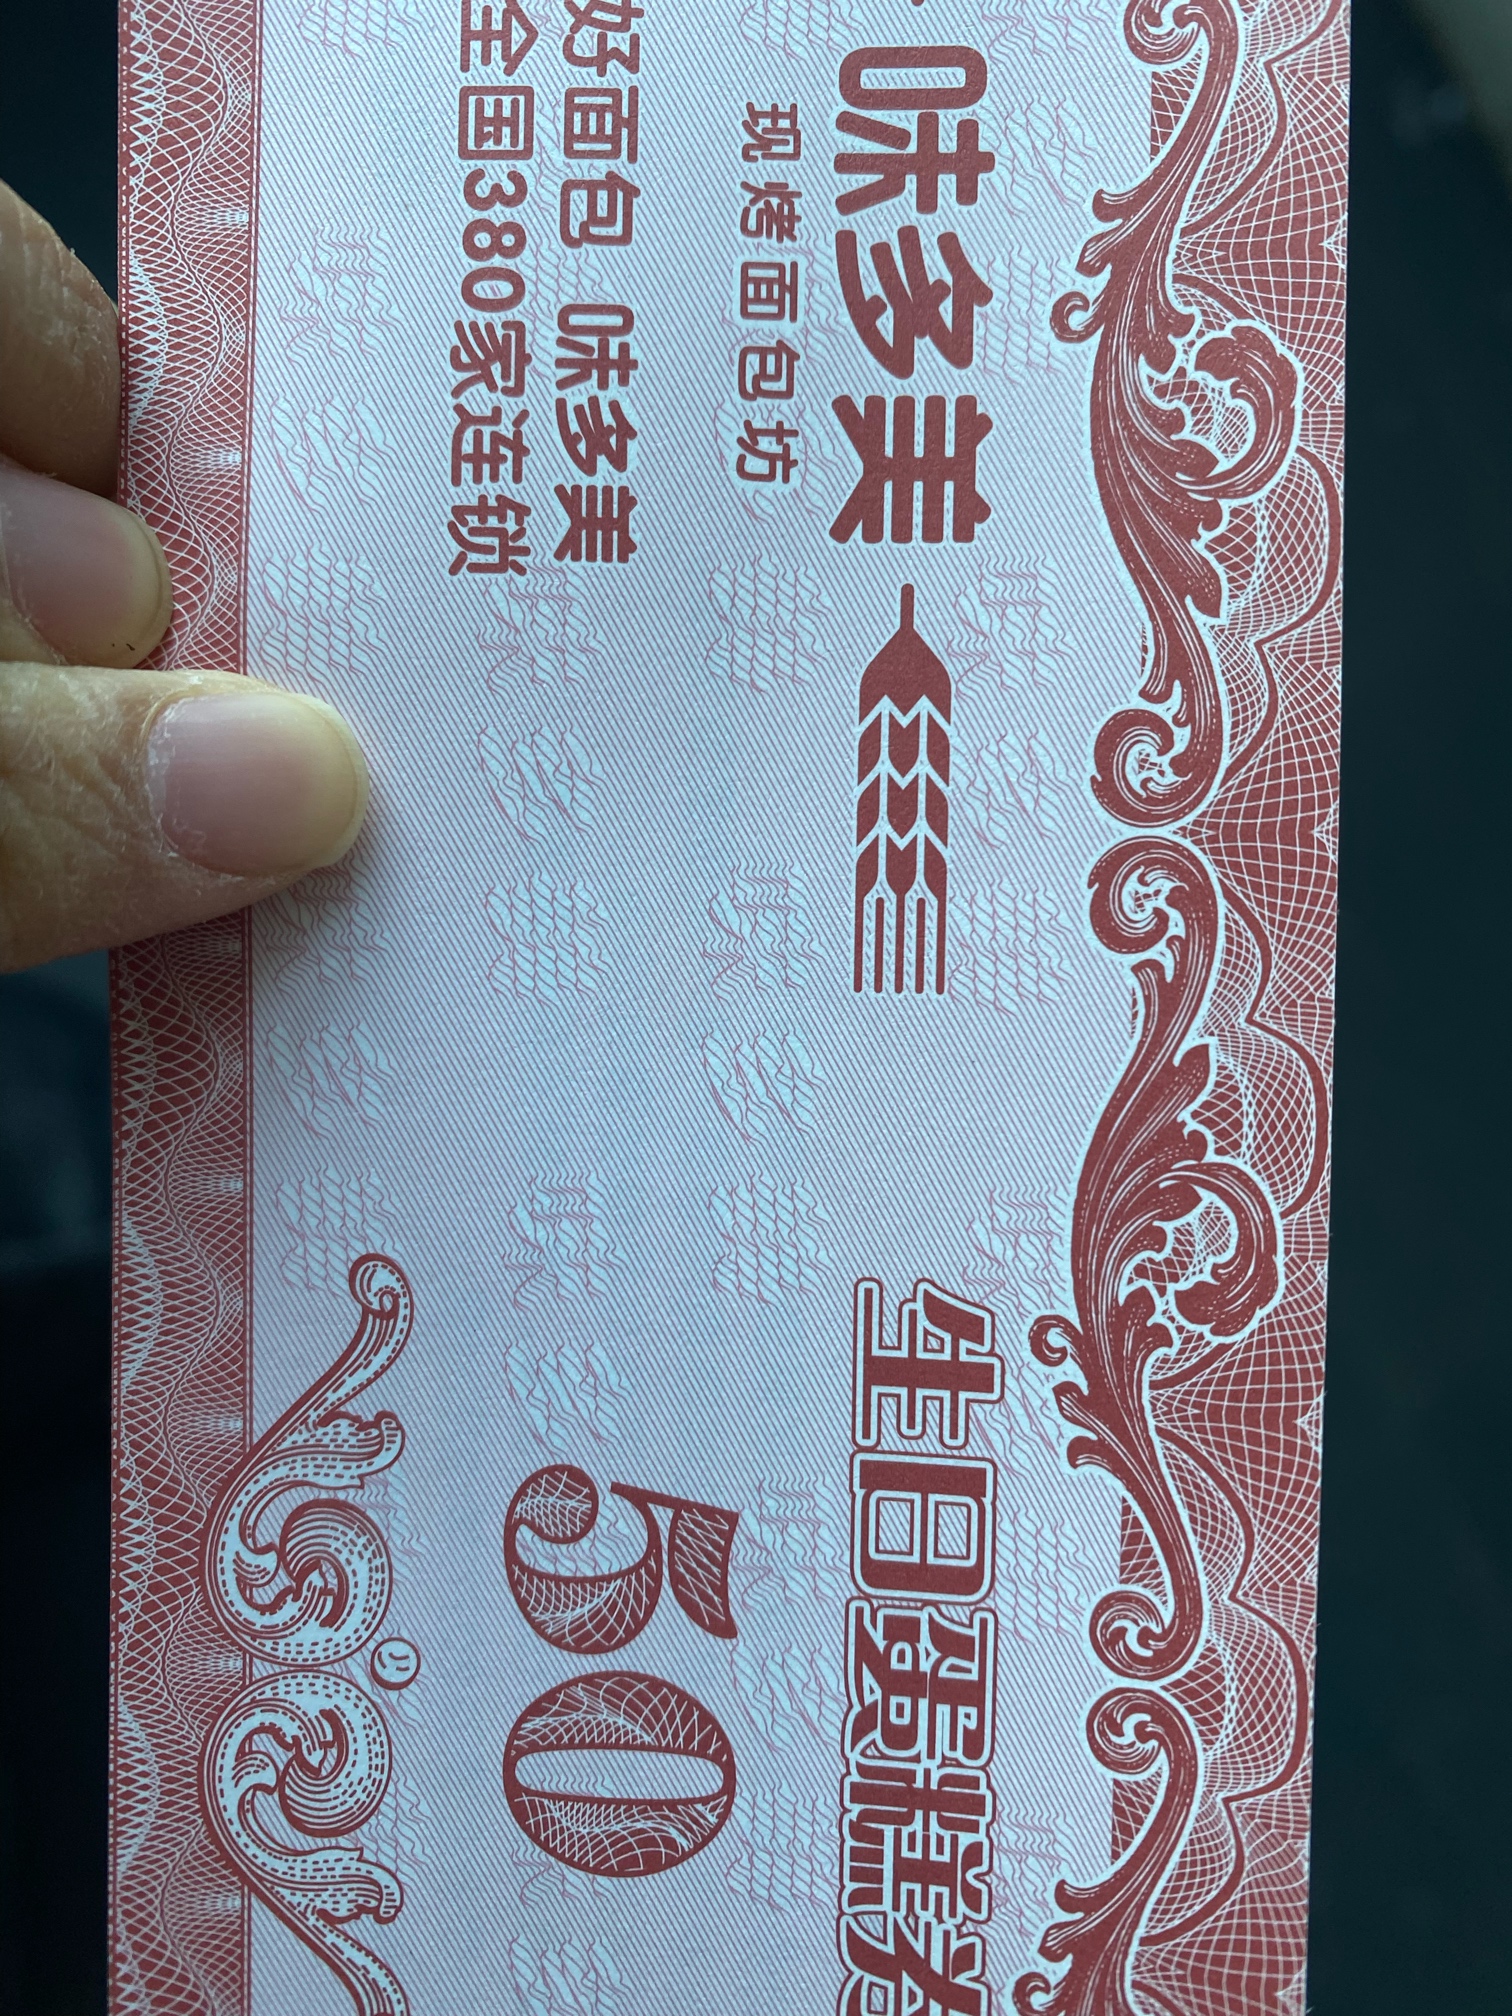 味多美
现烤面包坊
好面包 味多美
全国380家连锁
生日蛋糕券
50